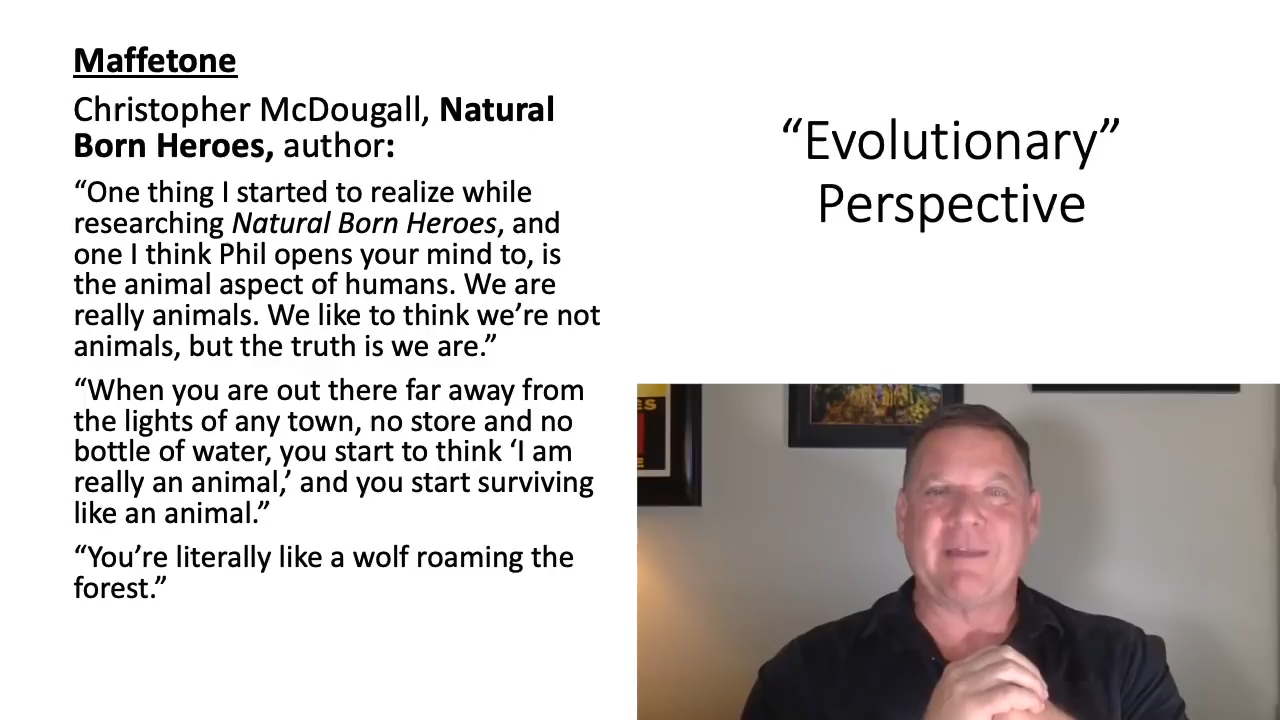 Maffetone
Christopher McDougall, Natural
Born Heroes, author:
“One thing I started to realize while
researching Natural Born Heroes, and
one I think Phil opens your mind to, is
the animal aspect of humans. We are
really animals. We like to think we’re not
animals, but the truth is we are.”
“When you are out there far away from
the lights of any town, no store and no
bottle of water, you start to think ‘I am
really an animal,’ and you start surviving
like an animal.”
“You’re literally like a wolf roaming the
forest.”
“Evolutionary”
Perspective